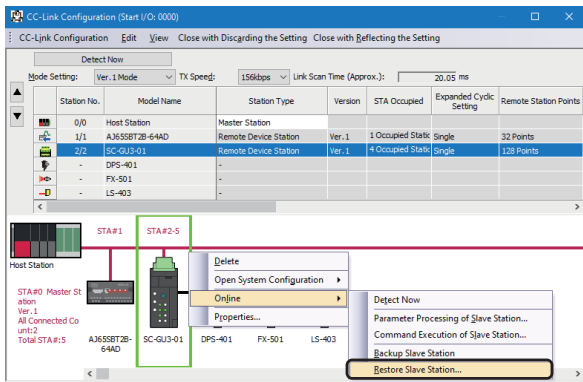 CC-Link Configuration (Start I/O: 0000)
CC-Link Configuration Edit View Close with Discarding the Setting Close with Reflecting the Setting
Detect Now
Mode Setting: Ver.1 Mode TX Speed: 156kbps Link Scan Time (Approx.): 20.05 ms
Station No. Model Name Station Type Version STA Occupied Expanded Cyclic Setting Remote Station Points
0/0 Host Station Master Station
1/1 AJ65SBT2B-64AD Remote Device Station Ver.1 1 Occupied Static Single 32 Points
2/2 SC-GU3-01 Remote Device Station Ver.1 4 Occupied Static Single 128 Points
- DPS-401 -
- FX-501 -
- LS-403 -
STA#1 STA#2-5
Host Station
STA#0 Master St
ation
Ver.1
All Connected Co
unt:2
Total STA#:5
AJ65SBT2B-
64AD
SC-GU3-01 DPS-401 FX-501 LS-403
Delete
Open System Configuration
Online
Properties...
Detect Now
Parameter Processing of Slave Station...
Command Execution of Slave Station...
Backup Slave Station
Restore Slave Station...